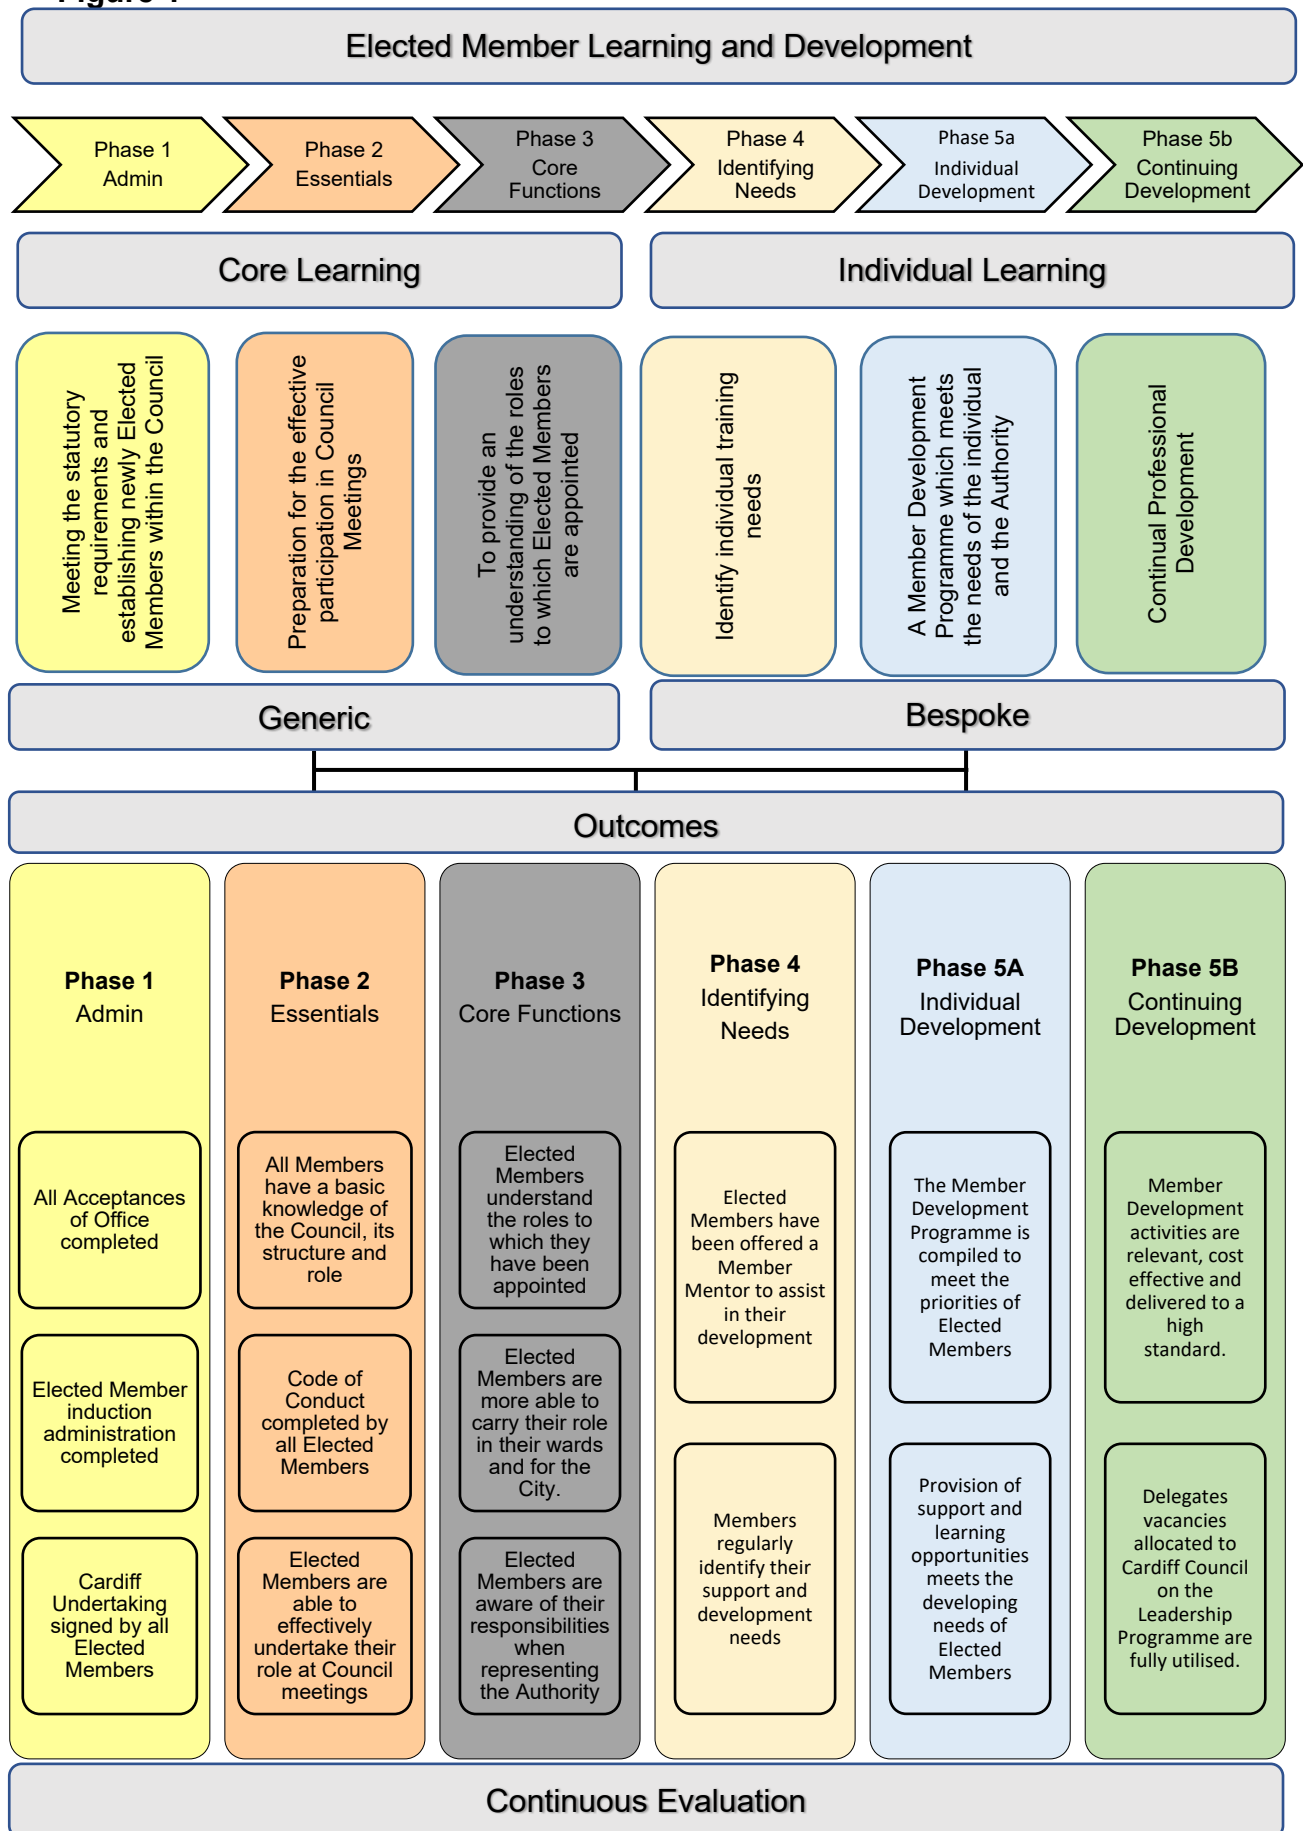 Elected Member Learning and Development
Phase 1
Admin
Phase 2
Essentials
Phase 3
Core
Functions
Phase 4
Identifying
Needs
Phase 5a
Individual
Development
Phase 5b
Continuing
Development
Core Learning
Individual Learning
Meeting the statutory
requirements and
establishing newly Elected
Members within the Council
Preparation for the effective
participation in Council
Meetings
To provide an
understanding of the roles
to which Elected Members
are appointed
Identify individual training
needs
A Member Development
Programme which meets
the needs of the individual
and the Authority
Continual Professional
Development
Generic
Bespoke
Outcomes
Phase 1
Admin
Phase 2
Essentials
Phase 3
Core Functions
Phase 4
Identifying
Needs
Phase 5A
Individual
Development
Phase 5B
Continuing
Development
All Acceptances
of Office
completed
Elected Member
induction
administration
completed
Cardiff
Undertaking
signed by all
Elected
Members
All Members
have a basic
knowledge of
the Council, its
structure and
role
Code of
Conduct
completed by
all Elected
Members
Elected
Members are
able to
effectively
undertake their
role at Council
meetings
Elected
Members
understand
the roles to
which they
have been
appointed
Elected
Members are
more able to
carry their role
in their wards
and for the
City.
Elected
Members are
aware of their
responsibilities
when
representing
the Authority
Elected
Members have
been offered a
Member
Mentor to assist
in their
development
Members
regularly
identify their
support and
development
needs
The Member
Development
Programme is
compiled to
meet the
priorities of
Elected
Members
Provision of
support and
learning
opportunities
meets the
developing
needs of
Elected
Members
Member
Development
activities are
relevant, cost
effective and
delivered to a
high
standard.
Delegates
vacancies
allocated to
Cardiff Council
on the
Leadership
Programme are
fully utilised.
Continuous Evaluation